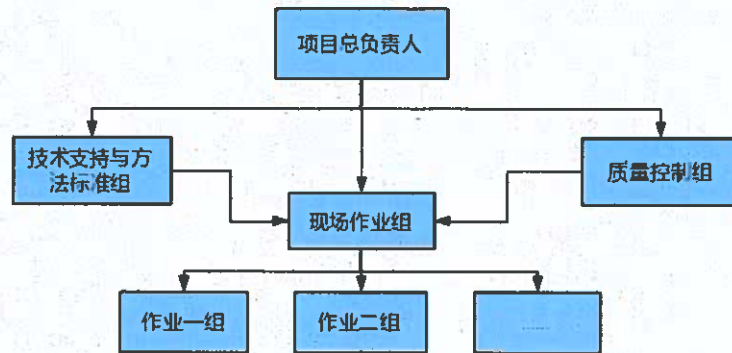 项目总负责人
技术支持与方
法标准组
质量控制组
现场作业组
作业一组
作业二组
......